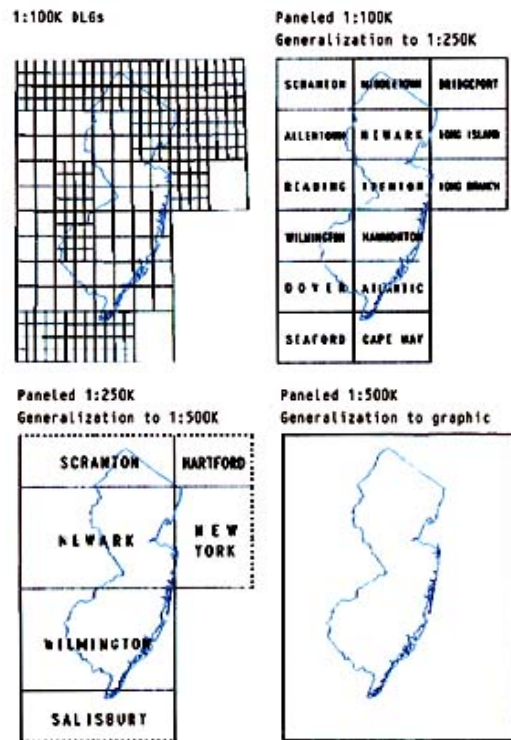 1:100K DLGs
Paneled 1:100K
Generalization to 1:250K
SCRANTON MIDDLETOWN BRIDGEPORT
ALLENTOWN NEWARK LONG ISLAND
READING TRENTON LONG BRANCH
WILMINGTON HAMMONTON
DOVER ATLANTIC
SEAFORD CAPE MAY
Paneled 1:250K
Generalization to 1:500K
SCRANTON HARTFORD
NEWARK NEW
YORK
WILMINGTON
SALISBURY
Paneled 1:500K
Generalization to graphic